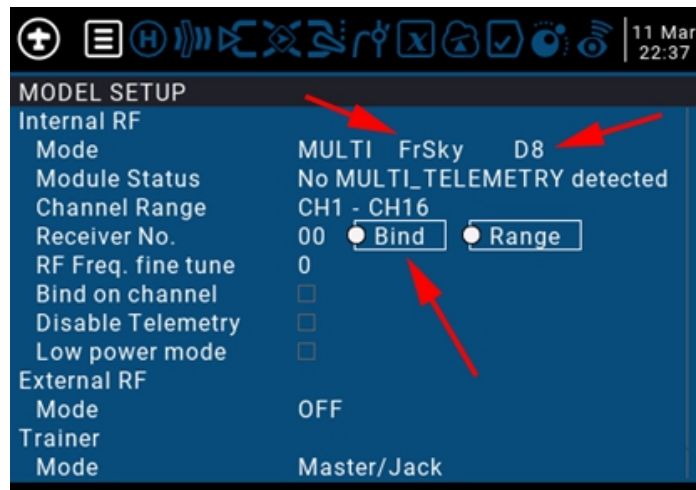 11 Mar
22:37
MODEL SETUP
Internal RF
Mode MULTI FrSky D8
Module Status No MULTI_TELEMETRY detected
Channel Range CH1 - CH16
Receiver No. 00 Bind Range
RF Freq. fine tune 0
Bind on channel
Disable Telemetry
Low power mode
External RF
Mode OFF
Trainer
Mode Master/Jack